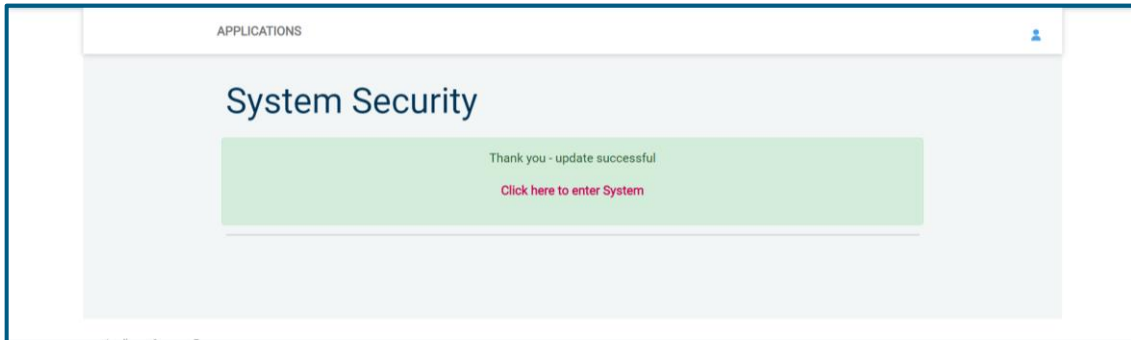 APPLICATIONS
System Security
Thank you - update successful
Click here to enter System